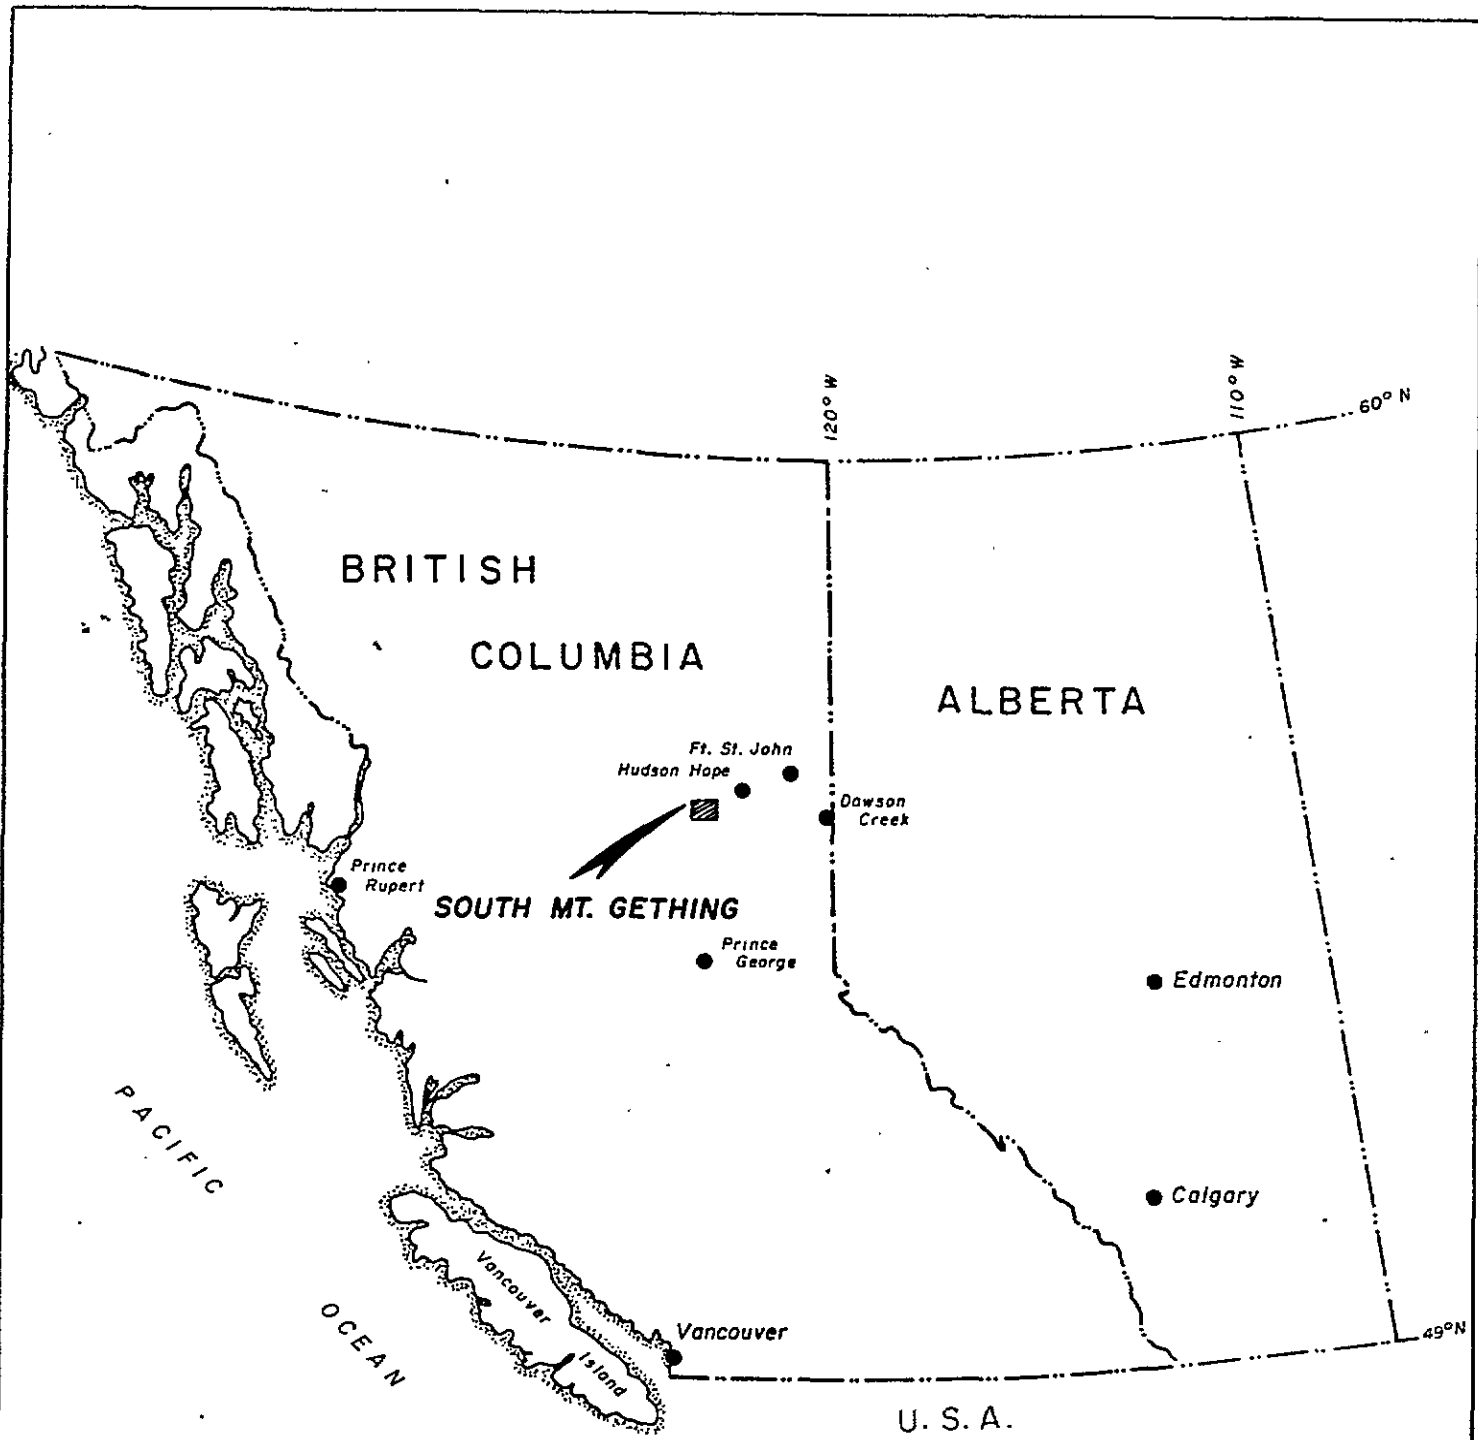 120° W
110° W
60° N
BRITISH
COLUMBIA
ALBERTA
Ft. St. John
Hudson Hope
Dawson
Creek
Prince
Rupert
SOUTH MT. GETHING
Prince
George
Edmonton
PACIFIC
OCEAN
Calgary
Vancouver
Island
Vancouver
49° N
U. S. A.